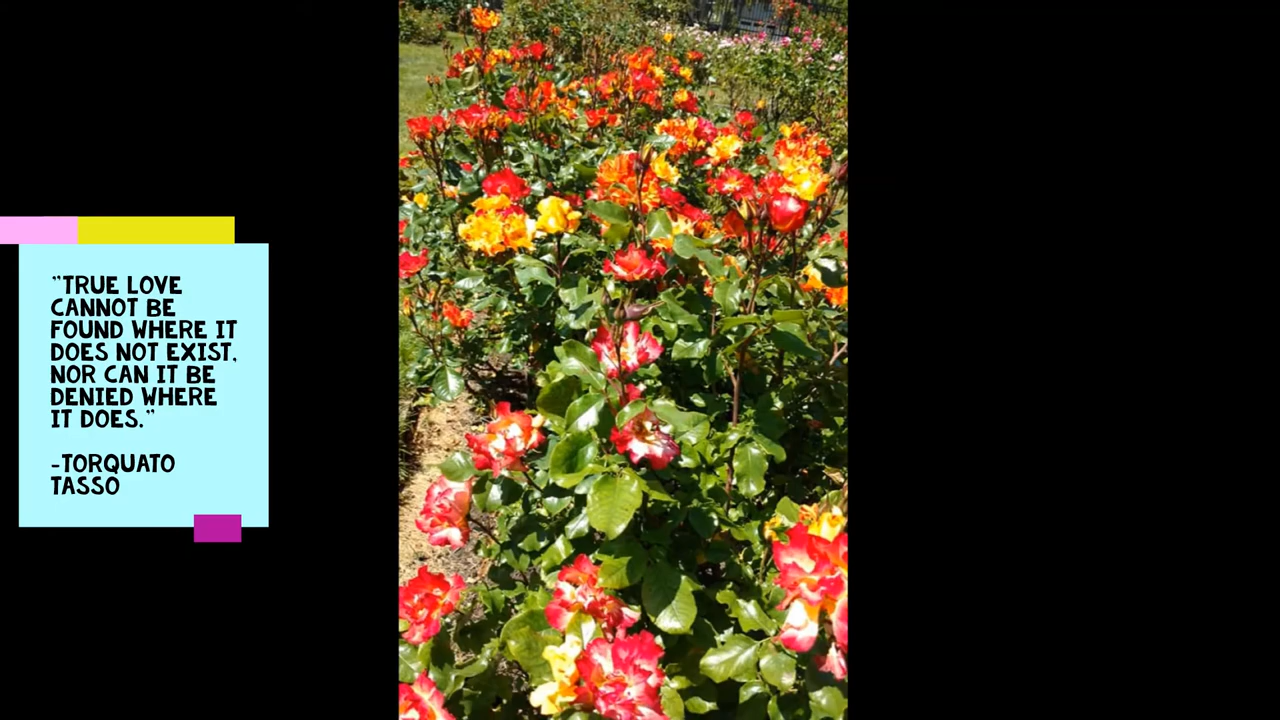 "TRUE LOVE
CANNOT BE
FOUND WHERE IT
DOES NOT EXIST,
NOR CAN IT BE
DENIED WHERE
IT DOES."
-TORQUATO
TASSO